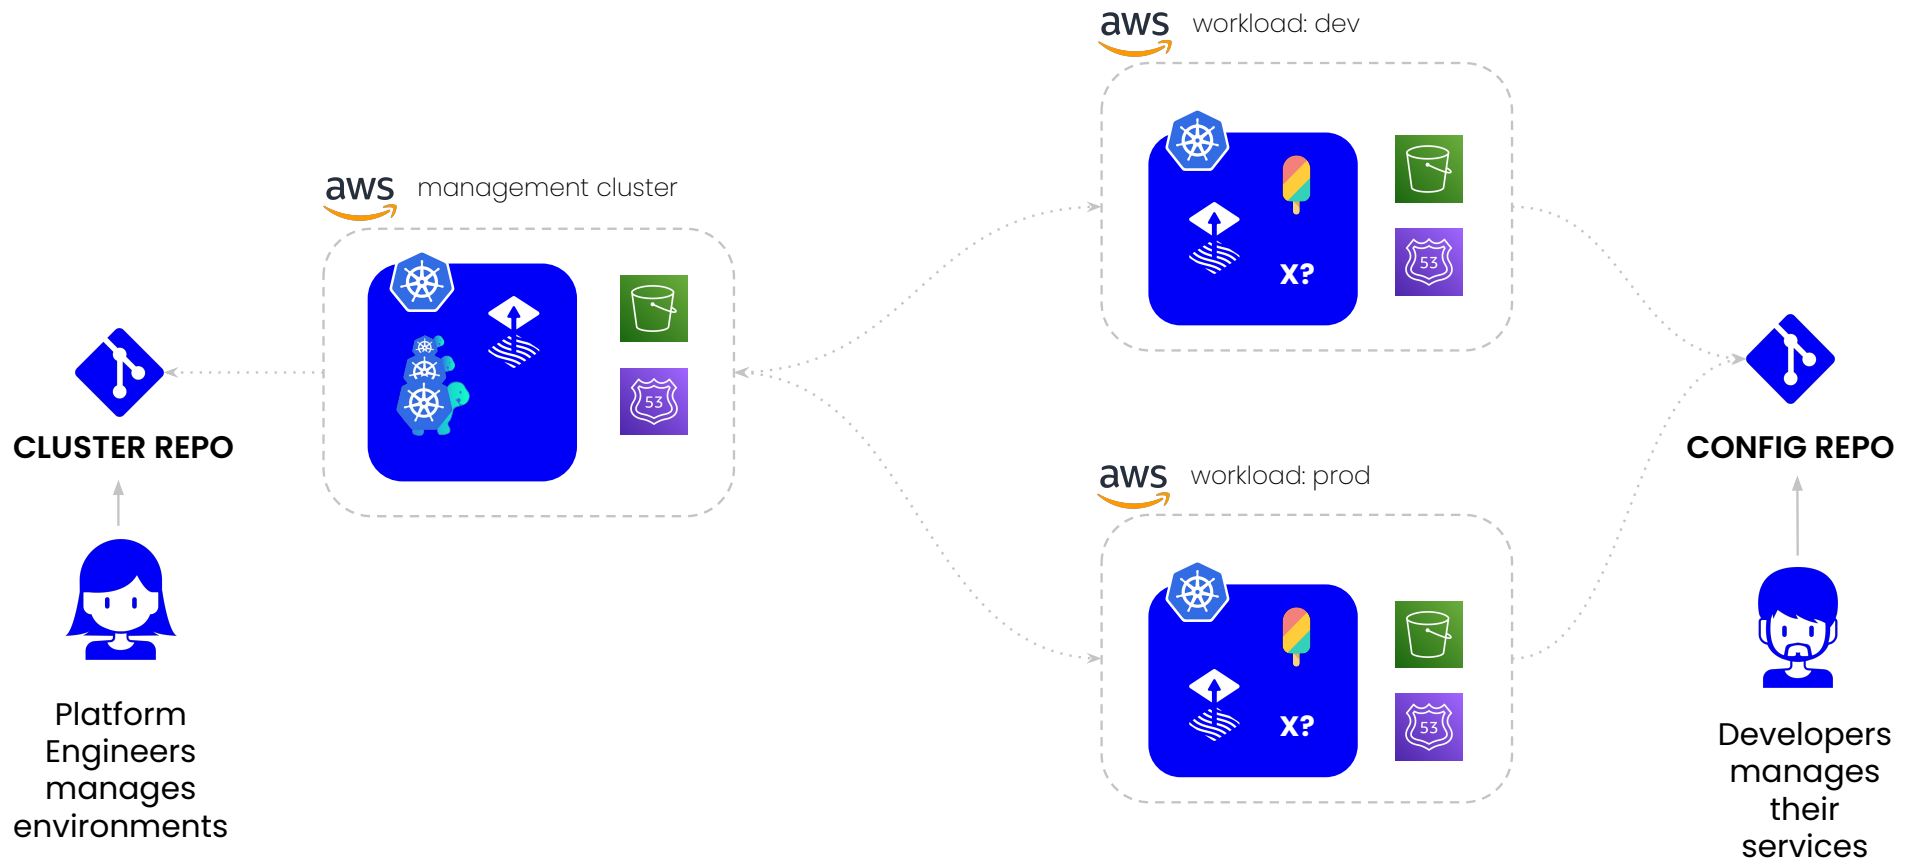 aws workload: dev
aws management cluster
X?
53
53
CLUSTER REPO
CONFIG REPO
aws workload: prod
X?
53
Platform
Engineers
manages
environments
Developers
manages
their
services